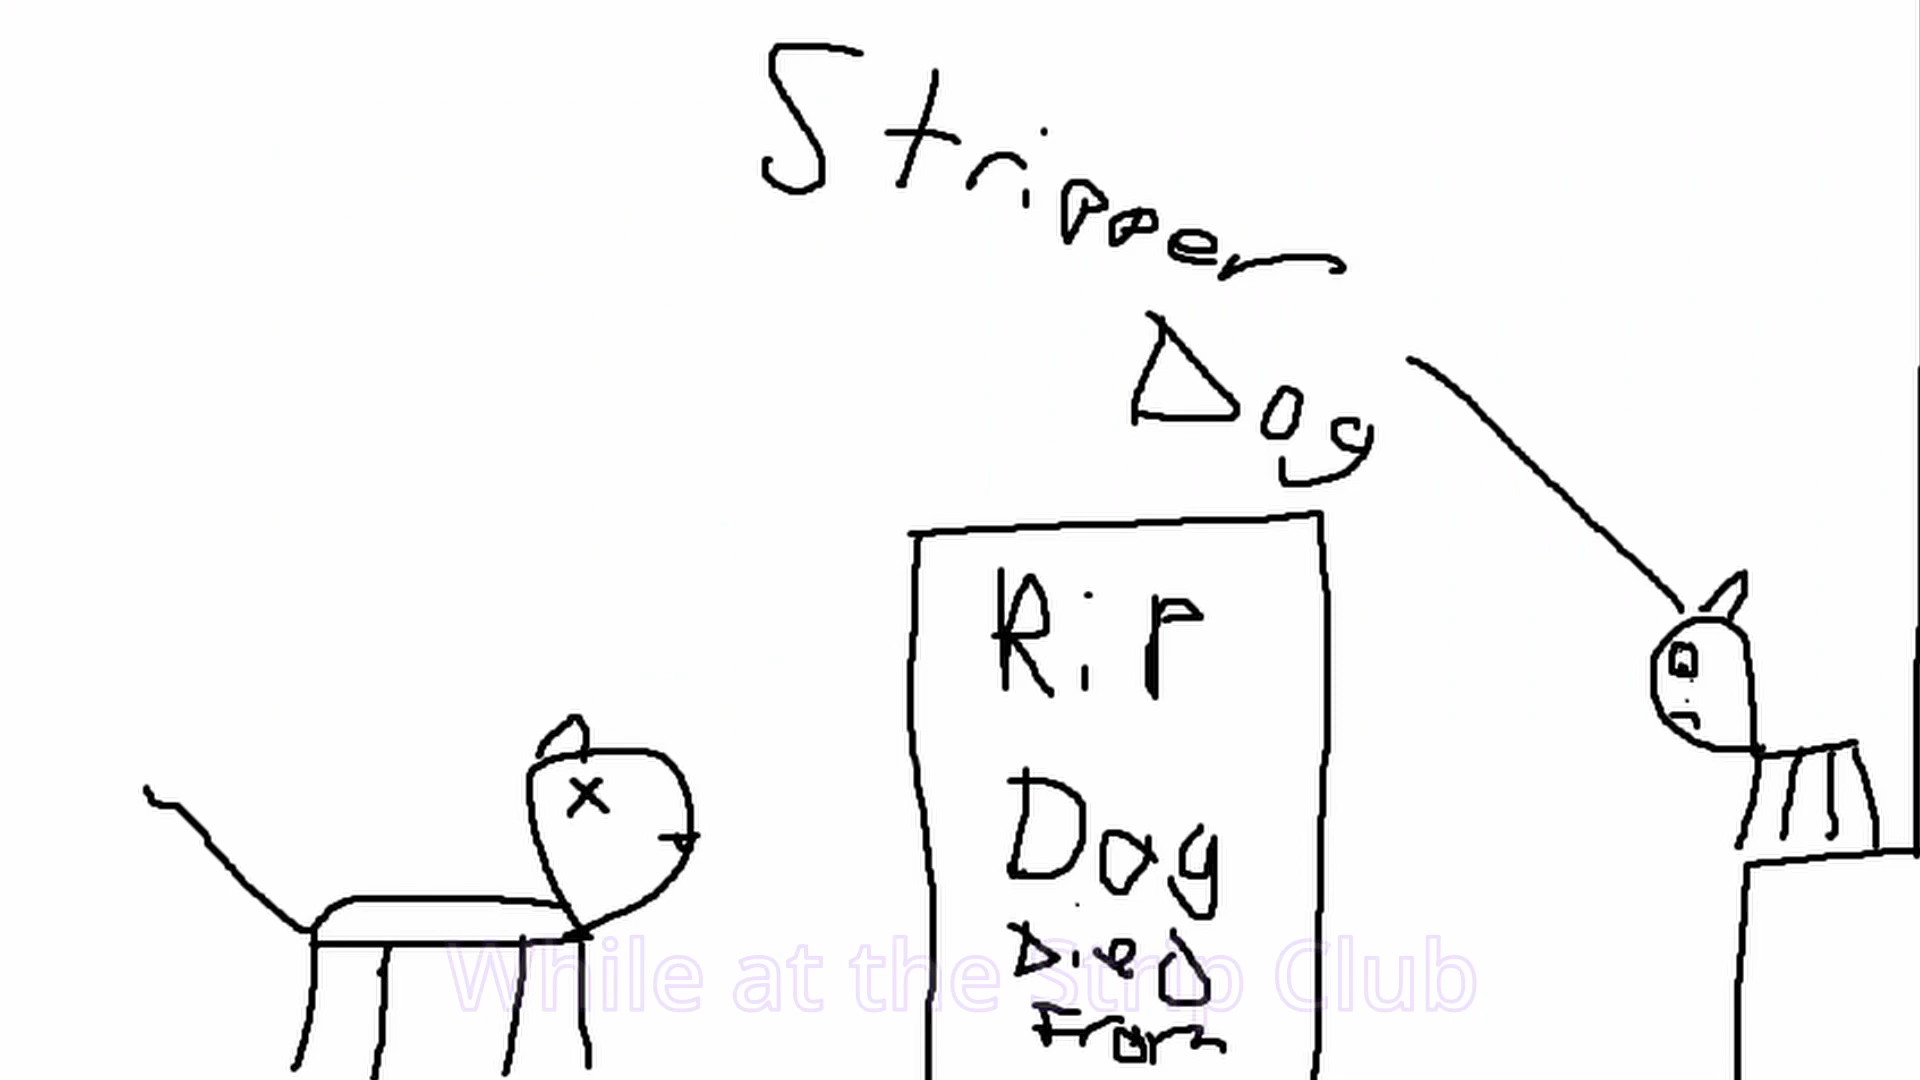 Stripper
Dog
Rip
Dog
Died
From
While at the Strip Club